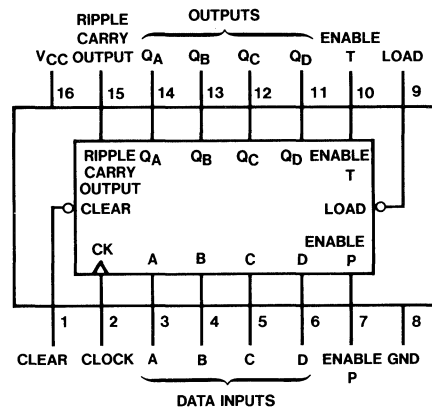 OUTPUTS
RIPPLE
CARRY
VCC OUTPUT QA QB QC QD ENABLE T LOAD
16 15 14 13 12 11 10 9
RIPPLE CARRY OUTPUT QA QB QC QD ENABLE T
CLEAR LOAD
CK A B C D ENABLE P
1 2 3 4 5 6 7 8
CLEAR CLOCK A B C D ENABLE P GND
DATA INPUTS